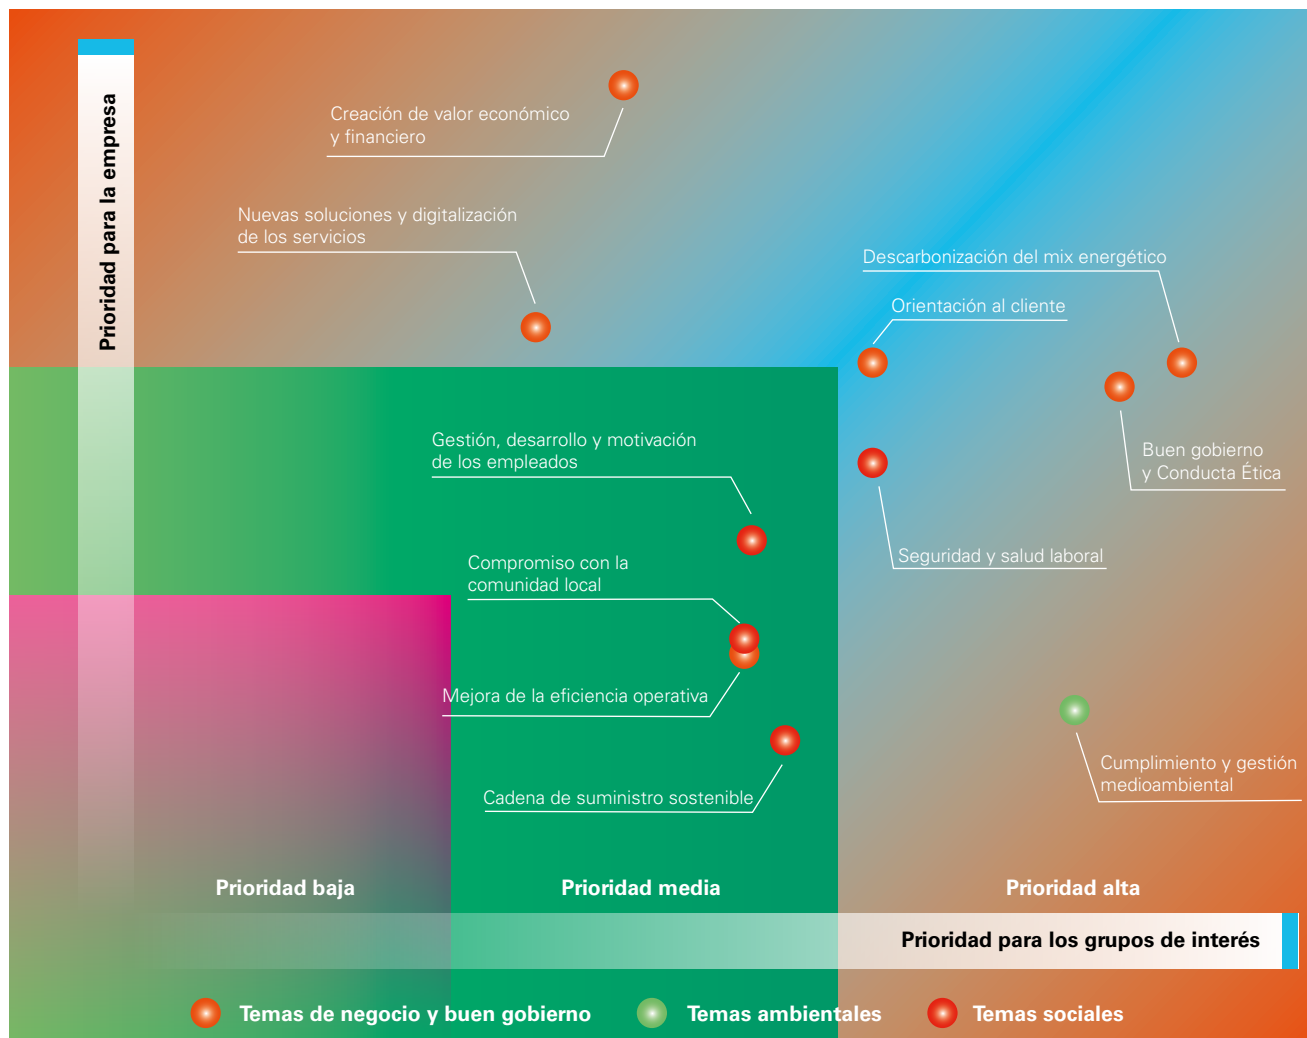 Prioridad para la empresa
Creación de valor económico
y financiero
Nuevas soluciones y digitalización
de los servicios
Descarbonización del mix energético
Orientación al cliente
Gestión, desarrollo y motivación
de los empleados
Buen gobierno
y Conducta Ética
Compromiso con la
comunidad local
Seguridad y salud laboral
Mejora de la eficiencia operativa
Cumplimiento y gestión
medioambiental
Cadena de suministro sostenible
Prioridad baja
Prioridad media
Prioridad alta
Prioridad para los grupos de interés
Temas de negocio y buen gobierno
Temas ambientales
Temas sociales